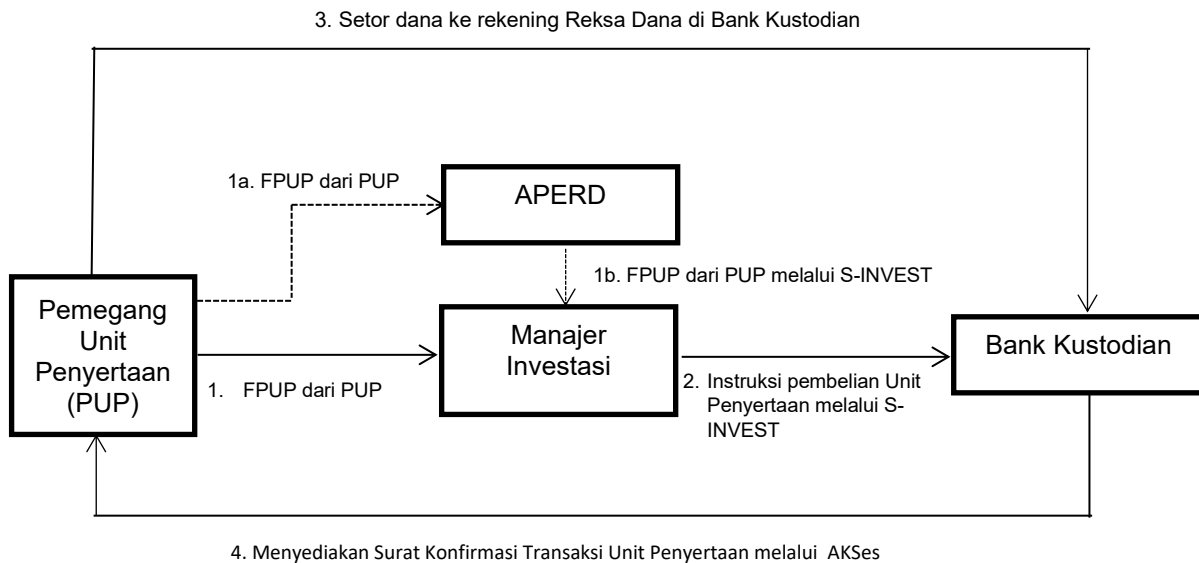 3. Setor dana ke rekening Reksa Dana di Bank Kustodian
1a. FPUP dari PUP
APERD
1b. FPUP dari PUP melalui S-INVEST
Pemegang
Unit
Penyertaan
(PUP)
Manajer
Investasi
Bank Kustodian
1. FPUP dari PUP
2. Instruksi pembelian Unit
Penyertaan melalui S-
INVEST
4. Menyediakan Surat Konfirmasi Transaksi Unit Penyertaan melalui AKSes